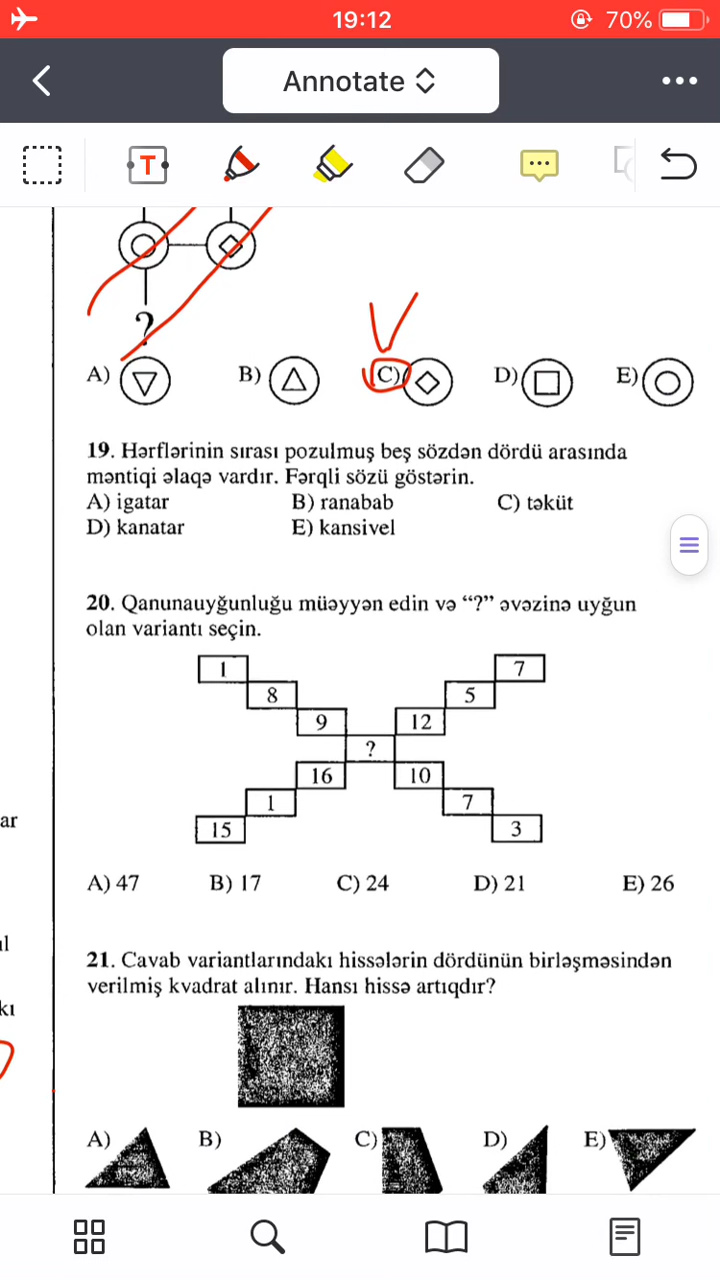 19:12
70%
Annotate
T
?
A)
B)
C)
D)
E)
19. Hərflərinin sırası pozulmuş beş sözdən dördü arasında
məntiqi əlaqə vardır. Fərqli sözü göstərin.
A) igatar B) ranabab C) təküt
D) kanatar E) kansivel
20. Qanunauyğunluğu müəyyən edin və “?” əvəzinə uyğun
olan variantı seçin.
1 7
8 5
9 12
?
16 10
1 7
15 3
ar
A) 47 B) 17 C) 24 D) 21 E) 26
21. Cavab variantlarındakı hissələrin dördünün birləşməsindən
verilmiş kvadrat alınır. Hansı hissə artıqdır?
kı
A) B) C) D) E)